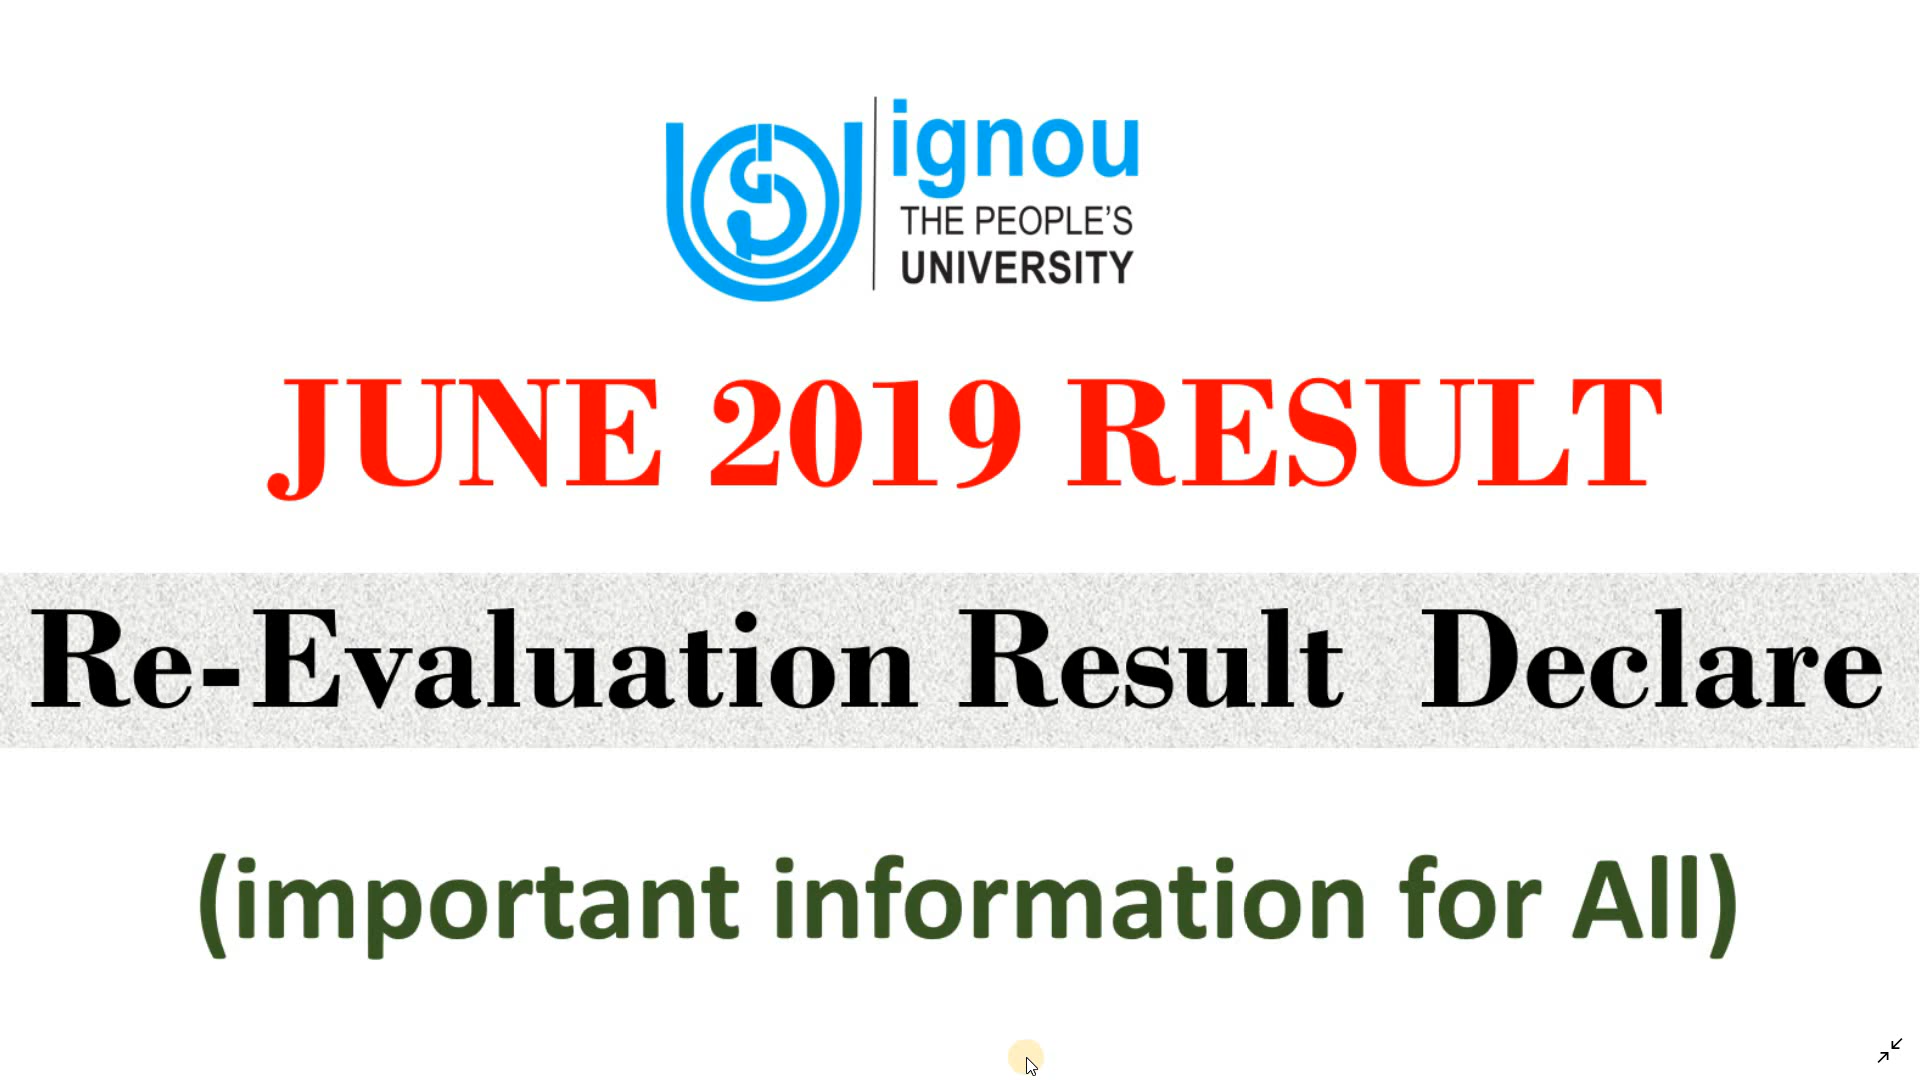 ignou
THE PEOPLE'S
UNIVERSITY
JUNE 2019 RESULT
Re-Evaluation Result Declare
(important information for All)